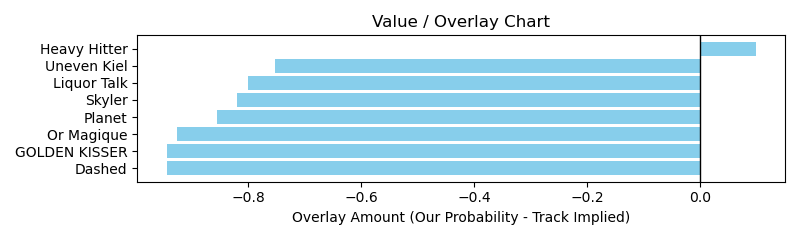 Value / Overlay Chart
Heavy Hitter
Uneven Kiel
Liquor Talk
Skyler
Planet
Or Magique
GOLDEN KISSER
Dashed
−0.8 −0.6 −0.4 −0.2 0.0
Overlay Amount (Our Probability - Track Implied)